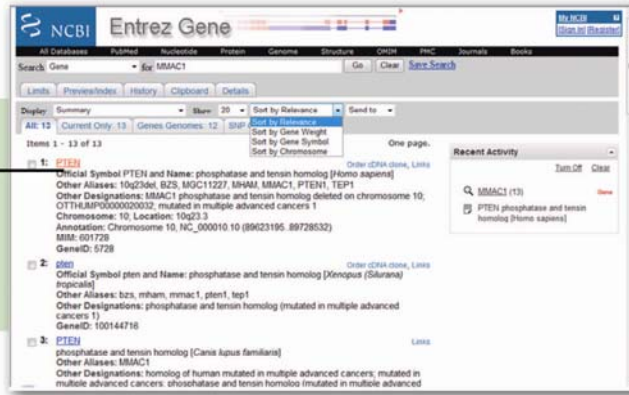 NCBI
Entrez Gene
My NCBI
[Sign In] [Register]
All Databases PubMed Nucleotide Protein Genome Structure OMIM PMC Journals Books
Search Gene for MMAC1 Go Clear Save Search
Limits Preview/Index History Clipboard Details
Display Summary Show 20 Sort by Relevance Send to
Sort by Relevance
Sort by Gene Weight
Sort by Gene Symbol
Sort by Chromosome
All: 13 Current Only: 13 Genes Genomes: 12 SNP
Items 1 - 13 of 13 One page.
1: PTEN Order cDNA clone, Links
Official Symbol PTEN and Name: phosphatase and tensin homolog [Homo sapiens]
Other Aliases: 10q23del, BZS, MGC11227, MHAM, MMAC1, PTEN1, TEP1
Other Designations: MMAC1 phosphatase and tensin homolog deleted on chromosome 10;
OTTHUMP00000020032; mutated in multiple advanced cancers 1
Chromosome: 10; Location: 10q23.3
Annotation: Chromosome 10, NC_000010.10 (89623195..89728532)
MIM: 601728
GeneID: 5728
2: pten Order cDNA clone, Links
Official Symbol pten and Name: phosphatase and tensin homolog [Xenopus (Silurana)
tropicalis]
Other Aliases: bzs, mham, mmac1, pten1, tep1
Other Designations: phosphatase and tensin homolog (mutated in multiple advanced
cancers 1)
GeneID: 100144716
3: PTEN Links
phosphatase and tensin homolog [Canis lupus familiaris]
Other Aliases: MMAC1
Other Designations: homolog of human mutated in multiple advanced cancers; mutated in
multiple advanced cancers; phosphatase and tensin homolog (mutated in multiple advanced
Recent Activity
Turn Off Clear
MMAC1 (13) Gene
PTEN phosphatase and tensin
homolog [Homo sapiens]